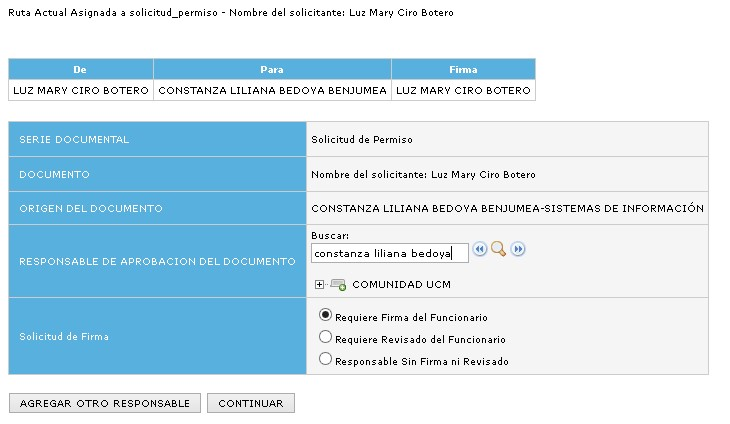 Ruta Actual Asignada a solicitud_permiso - Nombre del solicitante: Luz Mary Ciro Botero
De Para Firma
LUZ MARY CIRO BOTERO CONSTANZA LILIANA BEDOYA BENJUMEA LUZ MARY CIRO BOTERO
SERIE DOCUMENTAL Solicitud de Permiso
DOCUMENTO Nombre del solicitante: Luz Mary Ciro Botero
ORIGEN DEL DOCUMENTO CONSTANZA LILIANA BEDOYA BENJUMEA-SISTEMAS DE INFORMACIÓN
Buscar:
constanza liliana bedoya
RESPONSABLE DE APROBACION DEL DOCUMENTO
COMUNIDAD UCM
Requiere Firma del Funcionario
Solicitud de Firma Requiere Revisado del Funcionario
Responsable Sin Firma ni Revisado
AGREGAR OTRO RESPONSABLE CONTINUAR